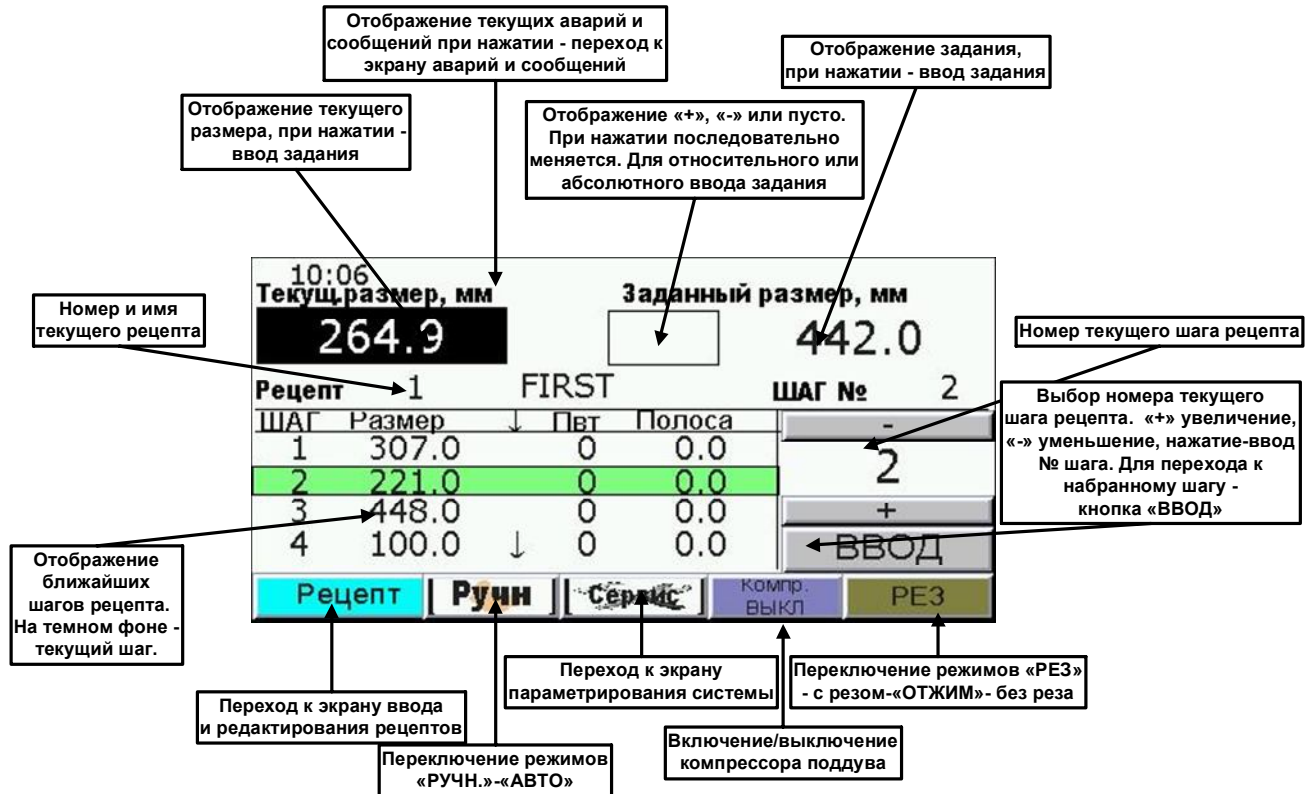 Отображение текущих аварий и
сообщений при нажатии - переход к
экрану аварий и сообщений
Отображение задания,
при нажатии - ввод задания
Отображение текущего
размера, при нажатии -
ввод задания
Отображение «+», «-» или пусто.
При нажатии последовательно
меняется. Для относительного или
абсолютного ввода задания
Номер и имя
текущего рецепта
Номер текущего шага рецепта
Выбор номера текущего
шага рецепта. «+» увеличение,
«-» уменьшение, нажатие-ввод
№ шага. Для перехода к
набранному шагу -
кнопка «ВВОД»
10:06
Текущ.размер, мм Заданный размер, мм
264.9 442.0
Рецепт 1 FIRST ШАГ № 2
ШАГ Размер ↓ Пвт Полоса -
1 307.0 0 0.0
2 221.0 0 0.0 2
3 448.0 0 0.0 +
4 100.0 ↓ 0 0.0 ВВОД
Рецепт Ручн Сервис Компр. ВЫКЛ РЕЗ
Отображение
ближайших
шагов рецепта.
На темном фоне -
текущий шаг.
Переход к экрану ввода
и редактирования рецептов
Переключение режимов
«РУЧН.»-«АВТО»
Переход к экрану
параметрирования системы
Включение/выключение
компрессора поддува
Переключение режимов «РЕЗ»
- с резом-«ОТЖИМ»- без реза